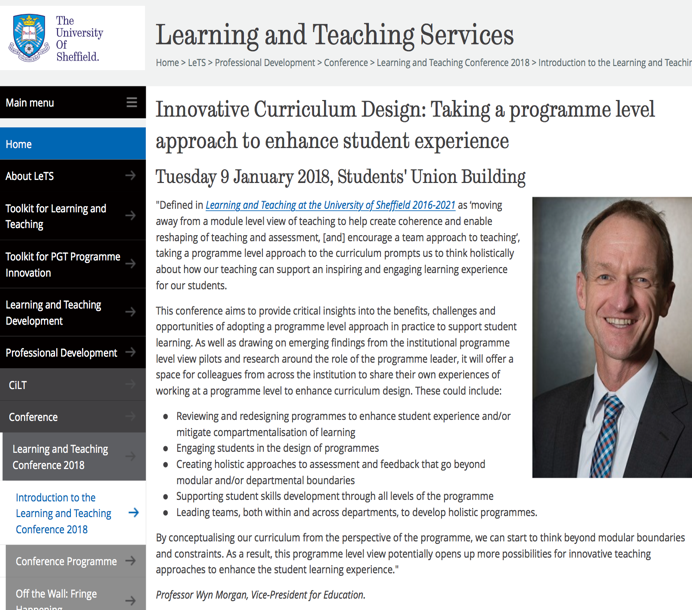 The
University
Of
Sheffield.
Learning and Teaching Services
Home > LeTS > Professional Development > Conference > Learning and Teaching Conference 2018 > Introduction to the Learning and Teachin
Main menu
Home
About LeTS
Toolkit for Learning and
Teaching
Toolkit for PGT Programme
Innovation
Learning and Teaching
Development
Professional Development
CiLT
Conference
Learning and Teaching
Conference 2018
Introduction to the
Learning and Teaching
Conference 2018
Conference Programme
Off the Wall: Fringe
Happening
Innovative Curriculum Design: Taking a programme level
approach to enhance student experience
Tuesday 9 January 2018, Students' Union Building
"Defined in Learning and Teaching at the University of Sheffield 2016-2021 as ‘moving
away from a module level view of teaching to help create coherence and enable
reshaping of teaching and assessment, [and] encourage a team approach to teaching’,
taking a programme level approach to the curriculum prompts us to think holistically
about how our teaching can support an inspiring and engaging learning experience
for our students.
This conference aims to provide critical insights into the benefits, challenges and
opportunities of adopting a programme level approach in practice to support student
learning. As well as drawing on emerging findings from the institutional programme
level view pilots and research around the role of the programme leader, it will offer a
space for colleagues from across the institution to share their own experiences of
working at a programme level to enhance curriculum design. These could include:
● Reviewing and redesigning programmes to enhance student experience and/or
mitigate compartmentalisation of learning
● Engaging students in the design of programmes
● Creating holistic approaches to assessment and feedback that go beyond
modular and/or departmental boundaries
● Supporting student skills development through all levels of the programme
● Leading teams, both within and across departments, to develop holistic programmes.
By conceptualising our curriculum from the perspective of the programme, we can start to think beyond modular boundaries
and constraints. As a result, this programme level view potentially opens up more possibilities for innovative teaching
approaches to enhance the student learning experience."
Professor Wyn Morgan, Vice-President for Education.